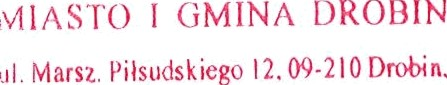 MIASTO I GMINA DROBIN
ul. Marsz. Piłsudskiego 12, 09-210 Drobin,